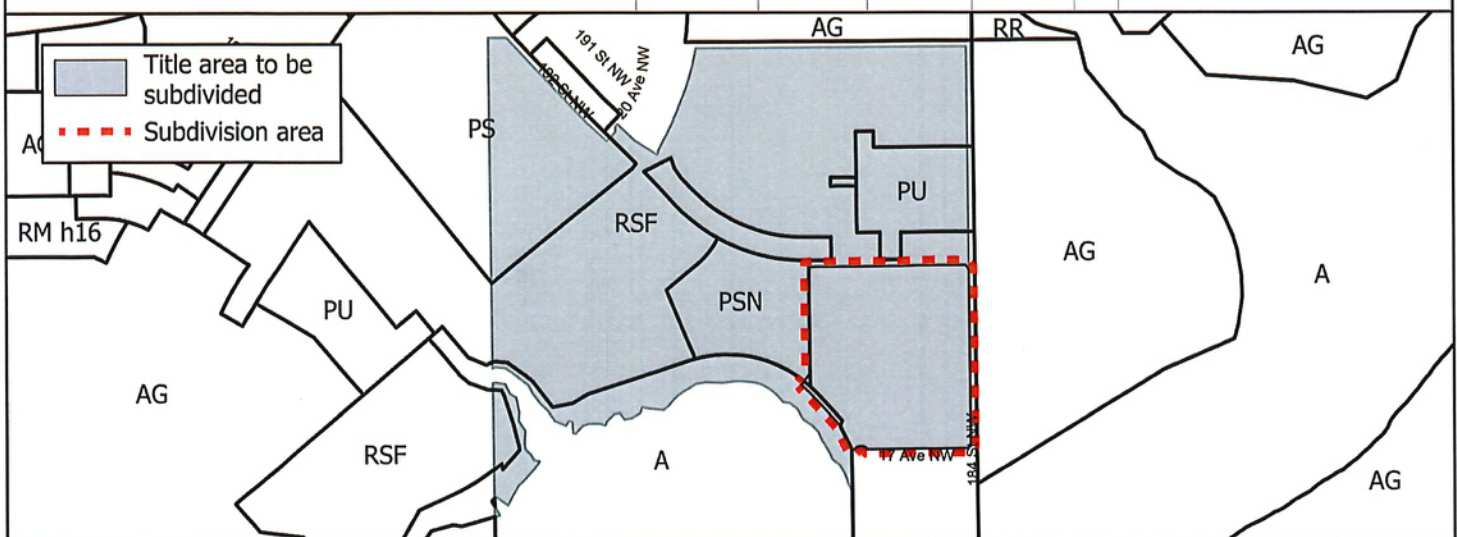 AG
RR
AG
191 St NW
192 St NW
20 Ave NW
Title area to be
subdivided
Subdivision area
PS
PU
RSF
RM h16
AG
A
PSN
PU
AG
RSF
A
17 Ave NW
184 St NW
AG